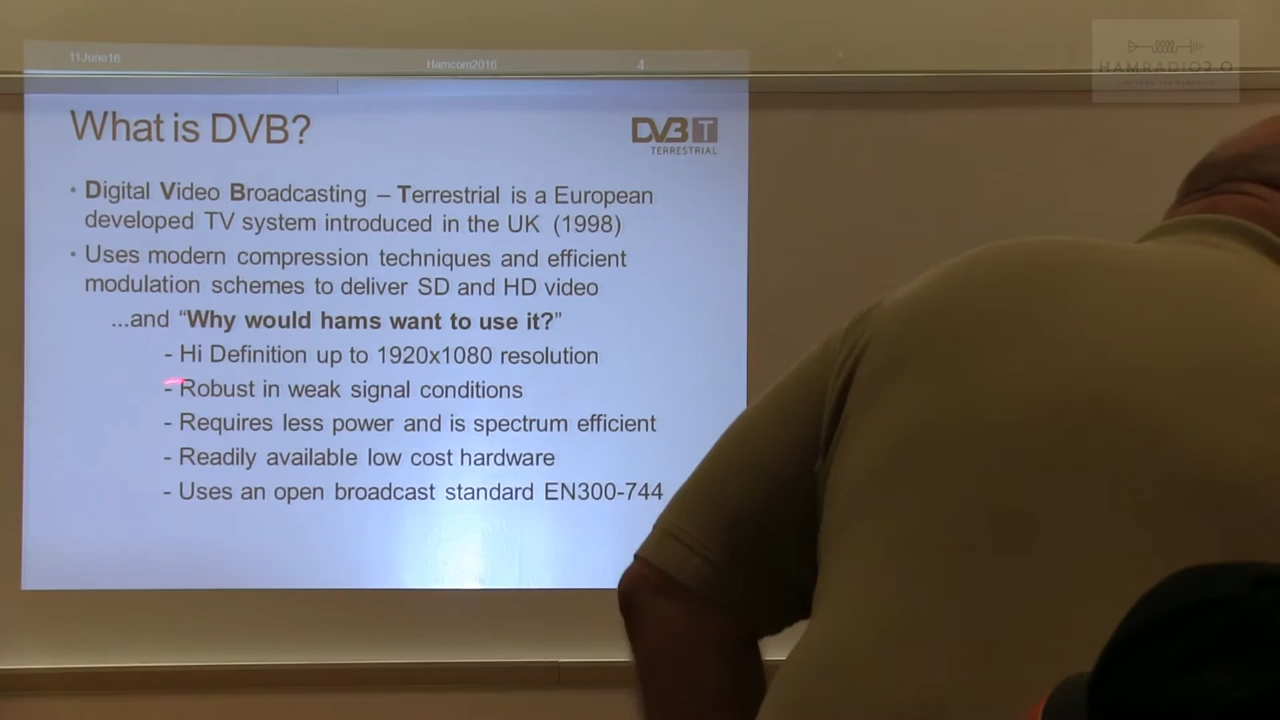 11June16 Hamcom2016 4
HAMRADIO2.0
What is DVB?
DVB T
TERRESTRIAL
• Digital Video Broadcasting – Terrestrial is a European
developed TV system introduced in the UK (1998)
• Uses modern compression techniques and efficient
modulation schemes to deliver SD and HD video
...and “Why would hams want to use it?”
- Hi Definition up to 1920x1080 resolution
- Robust in weak signal conditions
- Requires less power and is spectrum efficient
- Readily available low cost hardware
- Uses an open broadcast standard EN300-744